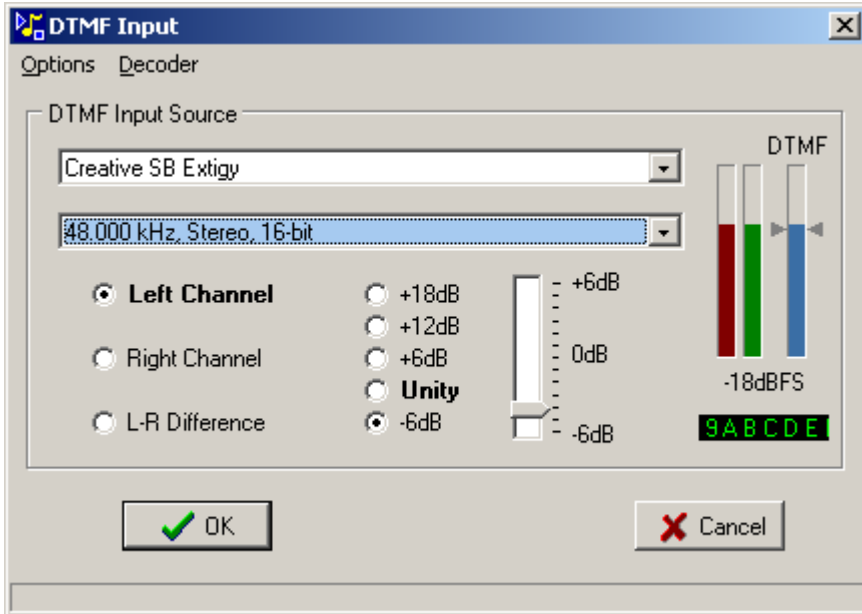 DTMF Input
Options Decoder
DTMF Input Source
DTMF
Creative SB Extigy
48.000 kHz, Stereo, 16-bit
Left Channel
Right Channel
L-R Difference
+18dB
+12dB
+6dB
Unity
-6dB
+6dB
0dB
-6dB
-18dBFS
9ABCDE
OK
Cancel